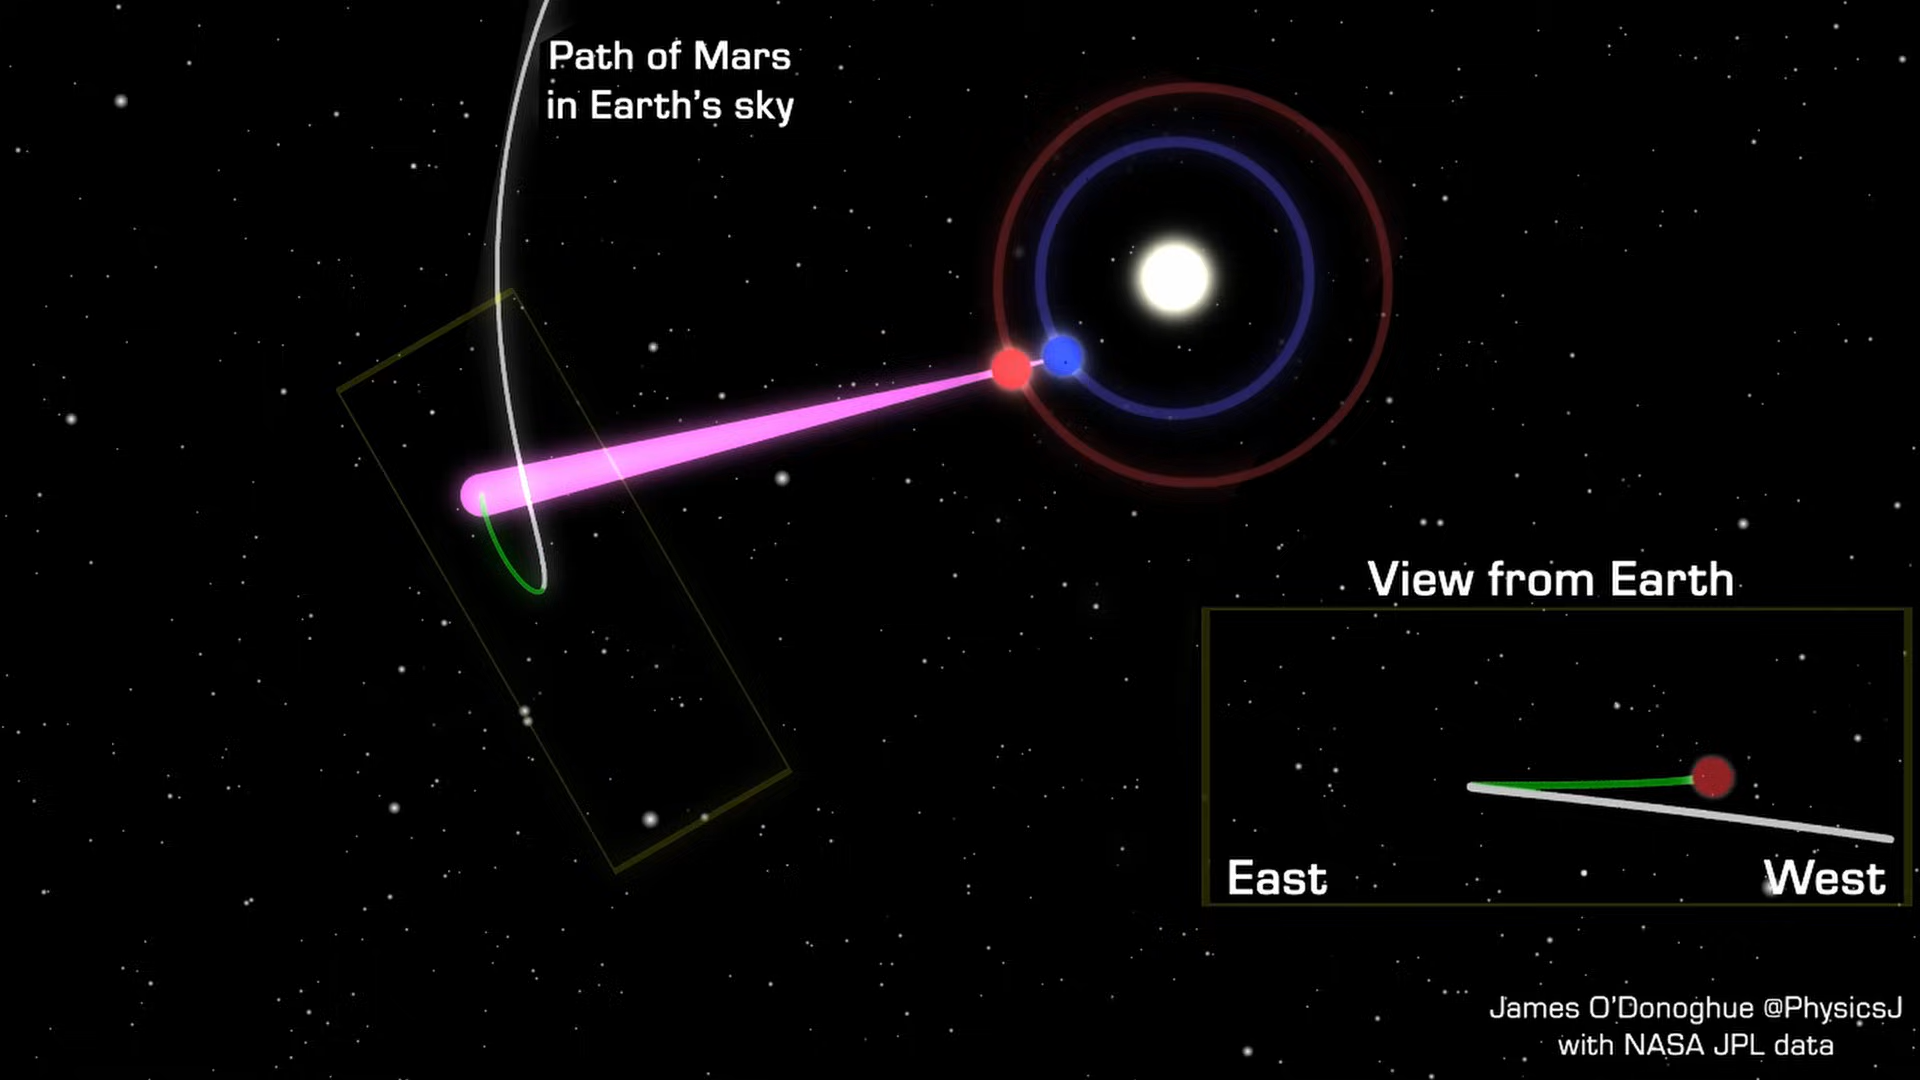 Path of Mars
in Earth's sky
View from Earth
East
West
James O'Donoghue @PhysicsJ
with NASA JPL data